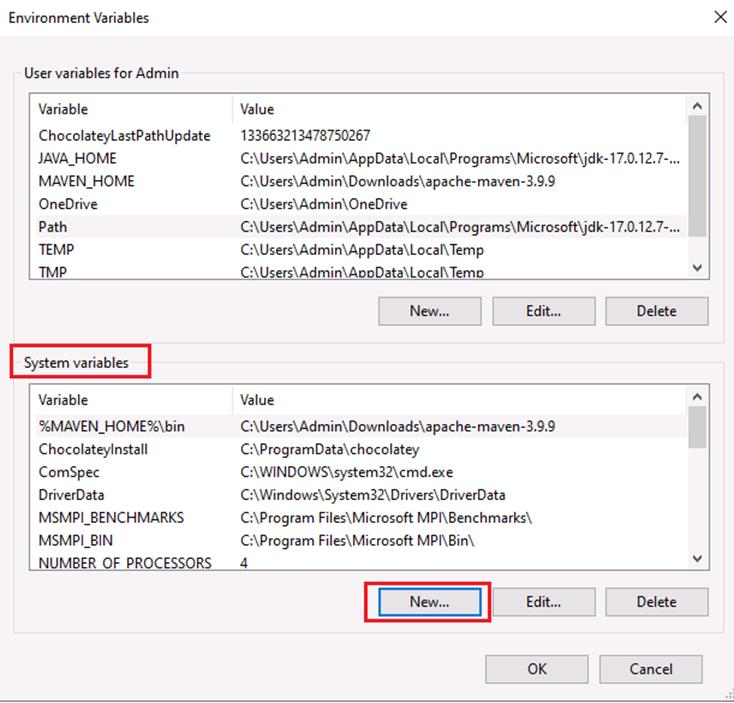 Environment Variables
User variables for Admin
Variable Value
ChocolateyLastPathUpdate 133663213478750267
JAVA_HOME C:\Users\Admin\AppData\Local\Programs\Microsoft\jdk-17.0.12.7-...
MAVEN_HOME C:\Users\Admin\Downloads\apache-maven-3.9.9
OneDrive C:\Users\Admin\OneDrive
Path C:\Users\Admin\AppData\Local\Programs\Microsoft\jdk-17.0.12.7-...
TEMP C:\Users\Admin\AppData\Local\Temp
TMP C:\Users\Admin\AppData\Local\Temp
New... Edit... Delete
System variables
Variable Value
%MAVEN_HOME%\bin C:\Users\Admin\Downloads\apache-maven-3.9.9
ChocolateyInstall C:\ProgramData\chocolatey
ComSpec C:\WINDOWS\system32\cmd.exe
DriverData C:\Windows\System32\Drivers\DriverData
MSMPI_BENCHMARKS C:\Program Files\Microsoft MPI\Benchmarks\
MSMPI_BIN C:\Program Files\Microsoft MPI\Bin\
NUMBER_OF_PROCESSORS 4
New... Edit... Delete
OK Cancel